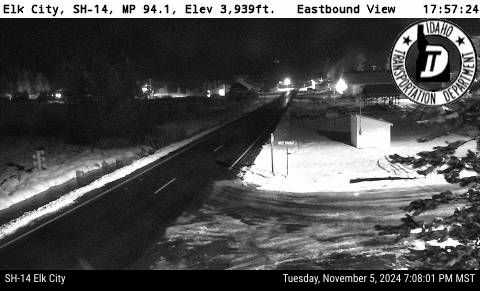 Elk City, SH-14, MP 94.1, Elev 3,939ft. Eastbound View 17:57:24
IDAHO
TRANSPORTATION DEPARTMENT
SH-14 Elk City Tuesday, November 5, 2024 7:08:01 PM MST